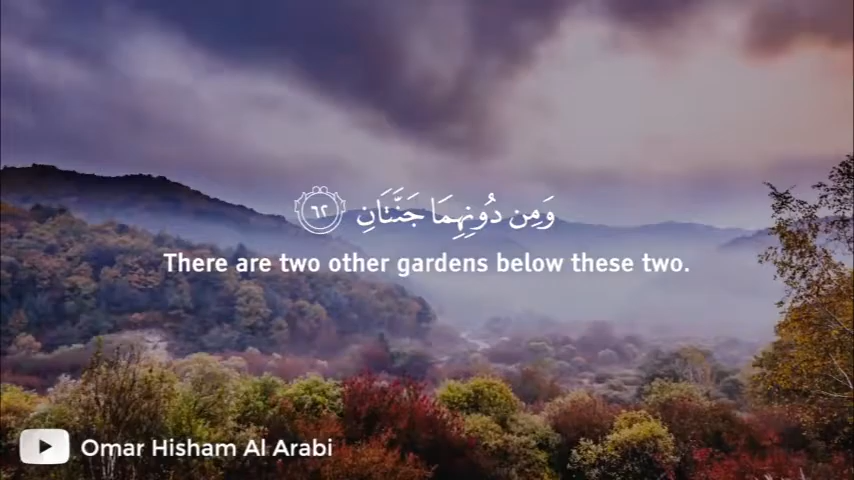 وَمِن دُونِهِمَا جَنَّتَانِ ٦٢
There are two other gardens below these two.
Omar Hisham Al Arabi